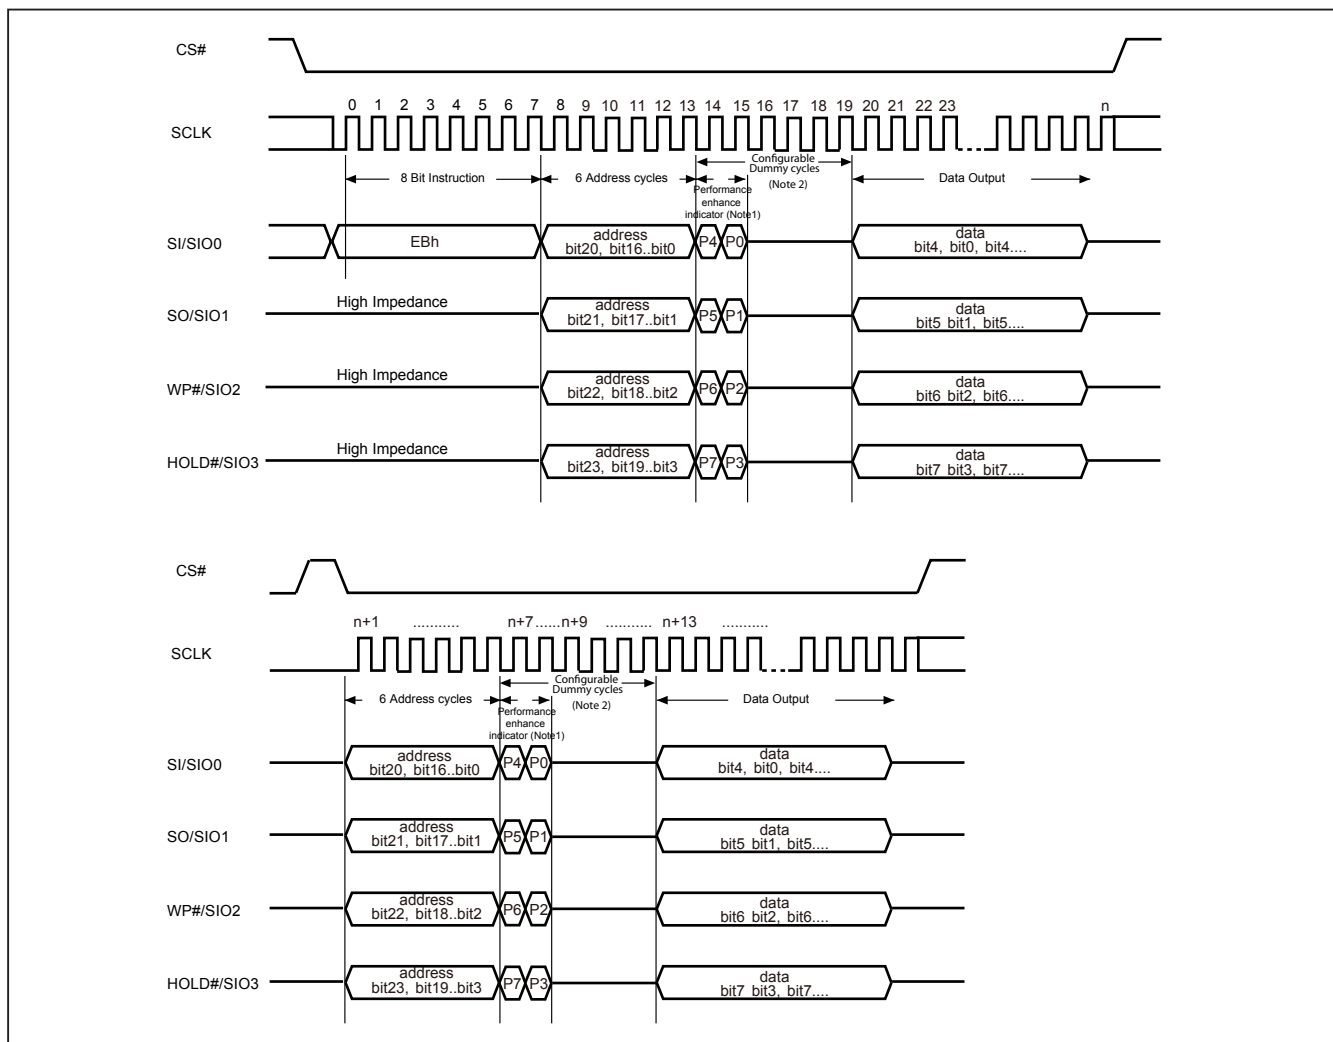 CS#
0 1 2 3 4 5 6 7 8 9 10 11 12 13 14 15 16 17 18 19 20 21 22 23 n
SCLK
Configurable
Dummy cycles
(Note 2)
8 Bit Instruction
6 Address cycles
Data Output
Performance
enhance
indicator (Note1)
SI/SIO0
EBh
address
bit20, bit16..bit0
P4 P0
data
bit4, bit0, bit4....
SO/SIO1
High Impedance
address
bit21, bit17..bit1
P5 P1
data
bit5 bit1, bit5....
WP#/SIO2
High Impedance
address
bit22, bit18..bit2
P6 P2
data
bit6 bit2, bit6....
HOLD#/SIO3
High Impedance
address
bit23, bit19..bit3
P7 P3
data
bit7 bit3, bit7....
CS#
n+1 ........... n+7 ......n+9 ........... n+13 ...........
SCLK
Configurable
Dummy cycles
(Note 2)
6 Address cycles
Data Output
Performance
enhance
indicator (Note1)
SI/SIO0
address
bit20, bit16..bit0
P4 P0
data
bit4, bit0, bit4....
SO/SIO1
address
bit21, bit17..bit1
P5 P1
data
bit5 bit1, bit5....
WP#/SIO2
address
bit22, bit18..bit2
P6 P2
data
bit6 bit2, bit6....
HOLD#/SIO3
address
bit23, bit19..bit3
P7 P3
data
bit7 bit3, bit7....